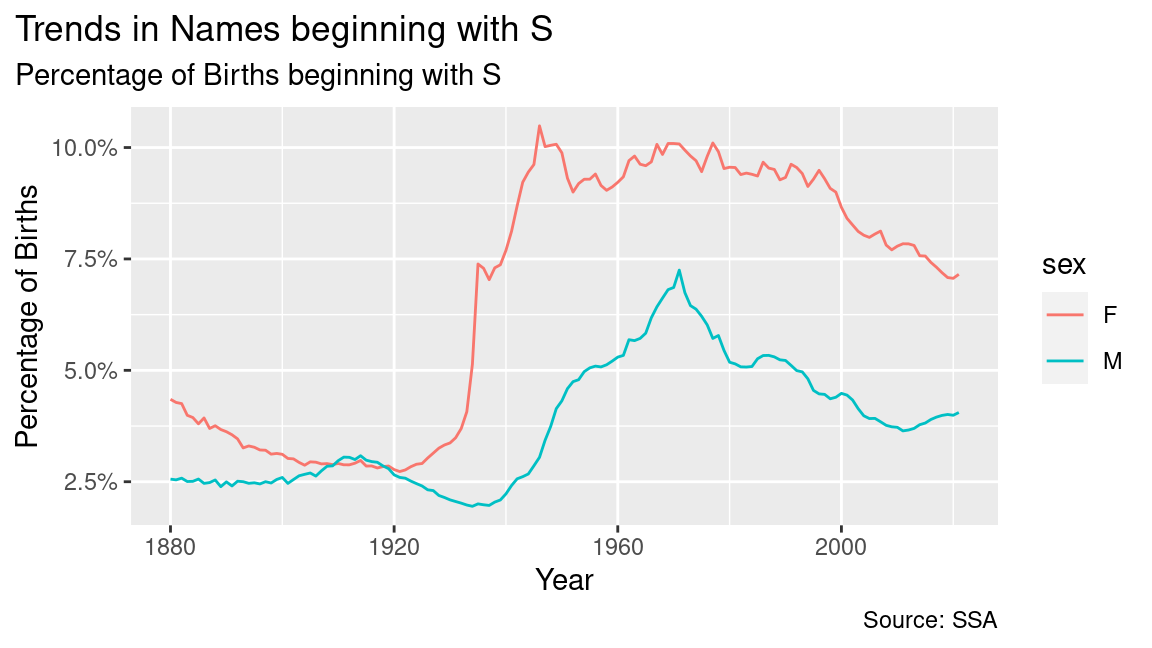 Trends in Names beginning with S
Percentage of Births beginning with S
Percentage of Births
10.0%
7.5%
5.0%
2.5%
1880 1920 1960 2000
Year
sex
F
M
Source: SSA